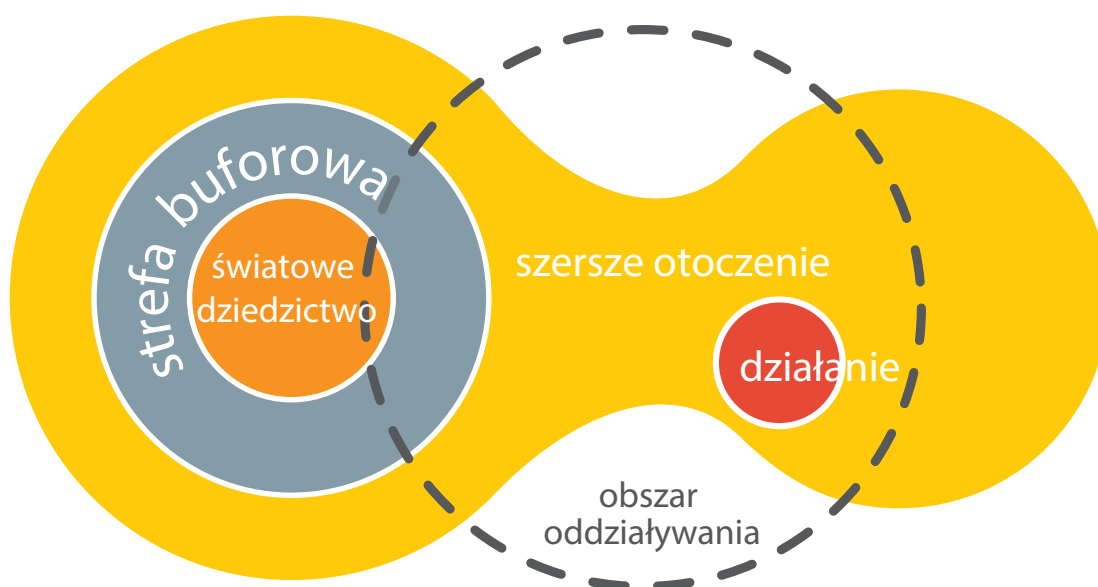 strefa buforowa
światowe
dziedzictwo
szersze otoczenie
działanie
obszar
oddziaływania